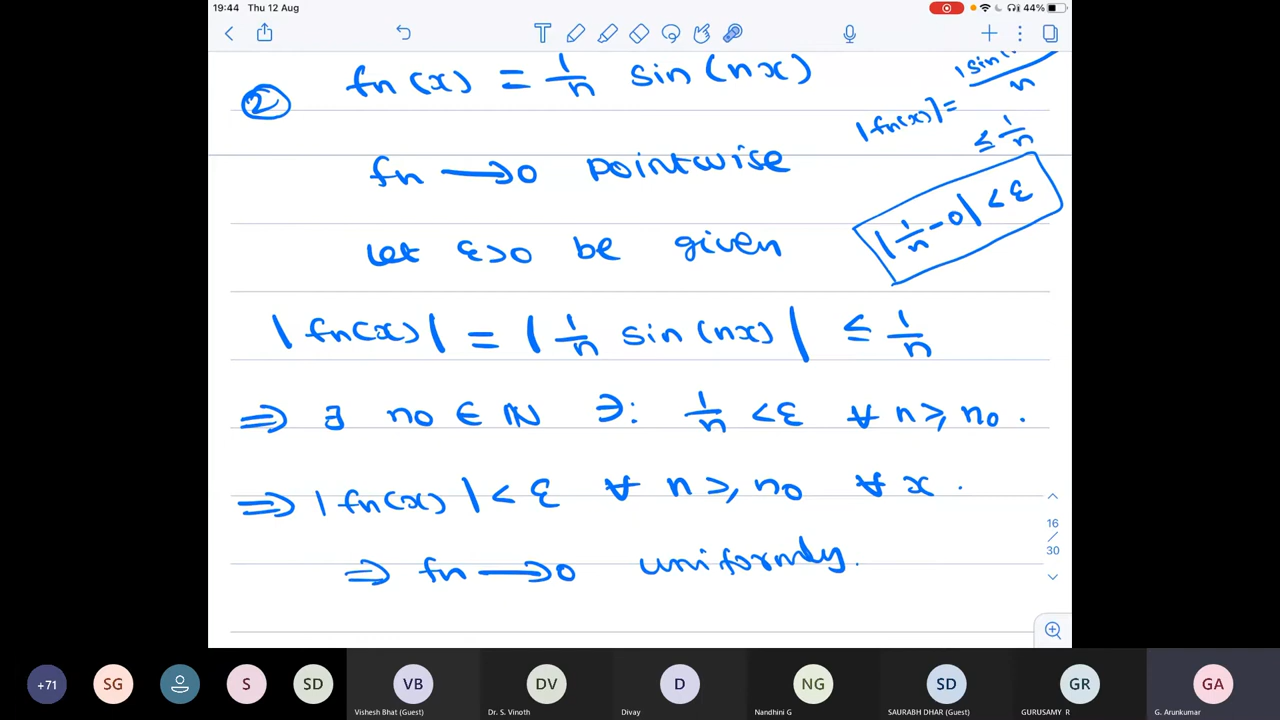 19:44 Thu 12 Aug
44%
② fn(x) = 1/n sin(nx)
|fn(x)| =
n
≤ 1/n
fn ⟶ 0 pointwise
|1/n - 0| < ε
Let ε>0 be given
|fn(x)| = |1/n sin(nx)| ≤ 1/n
⇒ ∃ n0 ∈ ℕ ∋: 1/n < ε ∀ n ≥ n0.
⇒ |fn(x)| < ε ∀ n ≥ n0 ∀ x.
⇒ fn ⟶ 0 uniformly.
16
/
30
+71 SG S SD VB DV D NG SD GR GA
Vishesh Bhat (Guest) Dr. S. Vinoth Divay Nandhini G SAURABH DHAR (Guest) GURUSAMY R G. Arunkumar